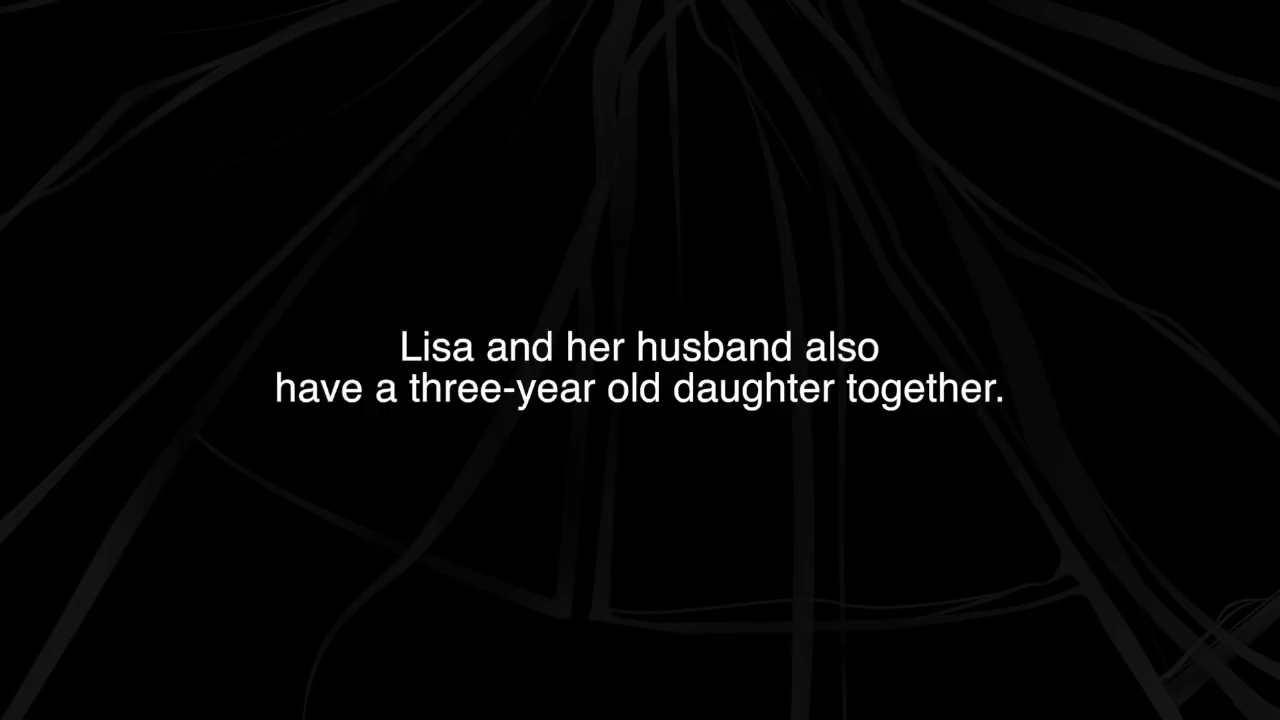 Lisa and her husband also
have a three-year old daughter together.